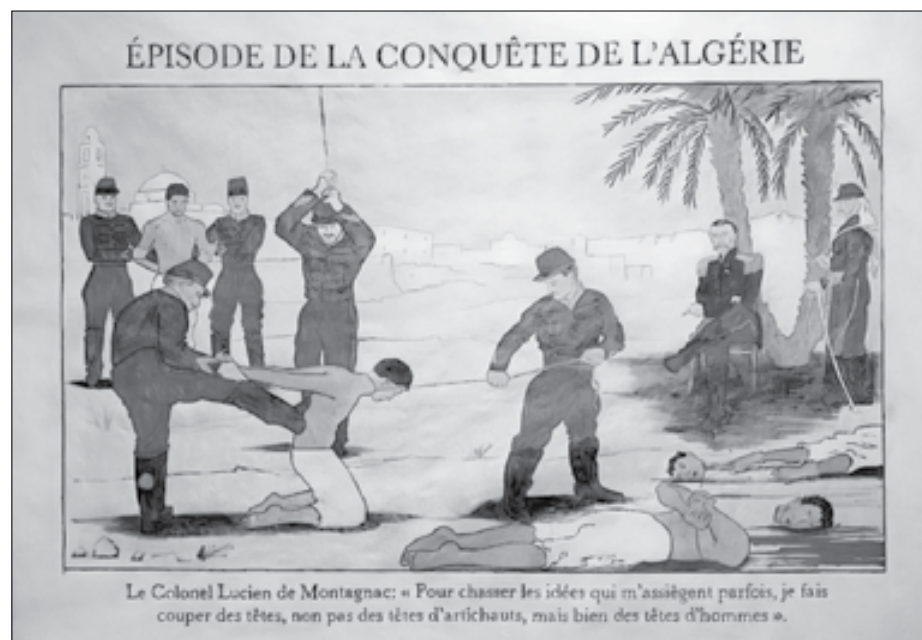 ÉPISODE DE LA CONQUÊTE DE L'ALGÉRIE
Le Colonel Lucien de Montagnac: « Pour chasser les idées qui m'assiègent parfois, je fais
couper des têtes, non pas des têtes d'artichauts, mais bien des têtes d'hommes ».